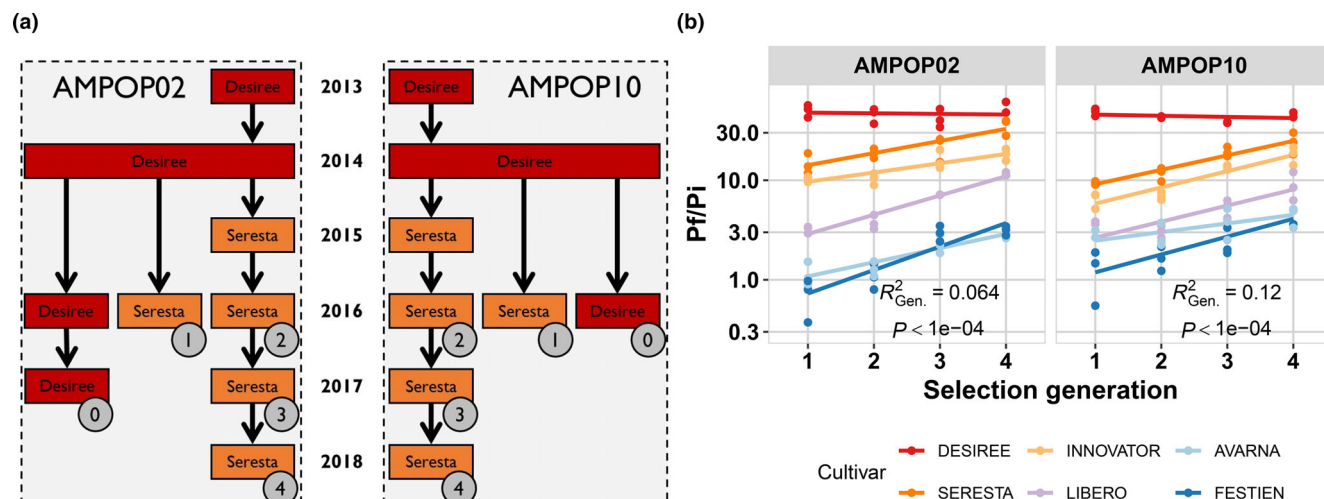 (a)
AMPOP02 Desiree 2013 Desiree AMPOP10
Desiree 2014 Desiree
Seresta 2015 Seresta
Desiree Seresta Seresta 2016 Seresta Seresta Desiree
1 2 2 1 0
Desiree Seresta 2017 Seresta
0 3 3
Seresta 2018 Seresta
4 4
(b)
AMPOP02 AMPOP10
Pf/Pi
30.0
10.0
3.0
1.0
0.3
R²Gen. = 0.064 R²Gen. = 0.12
P < 1e−04 P < 1e−04
1 2 3 4 1 2 3 4
Selection generation
Cultivar
DESIREE INNOVATOR AVARNA
SERESTA LIBERO FESTIEN